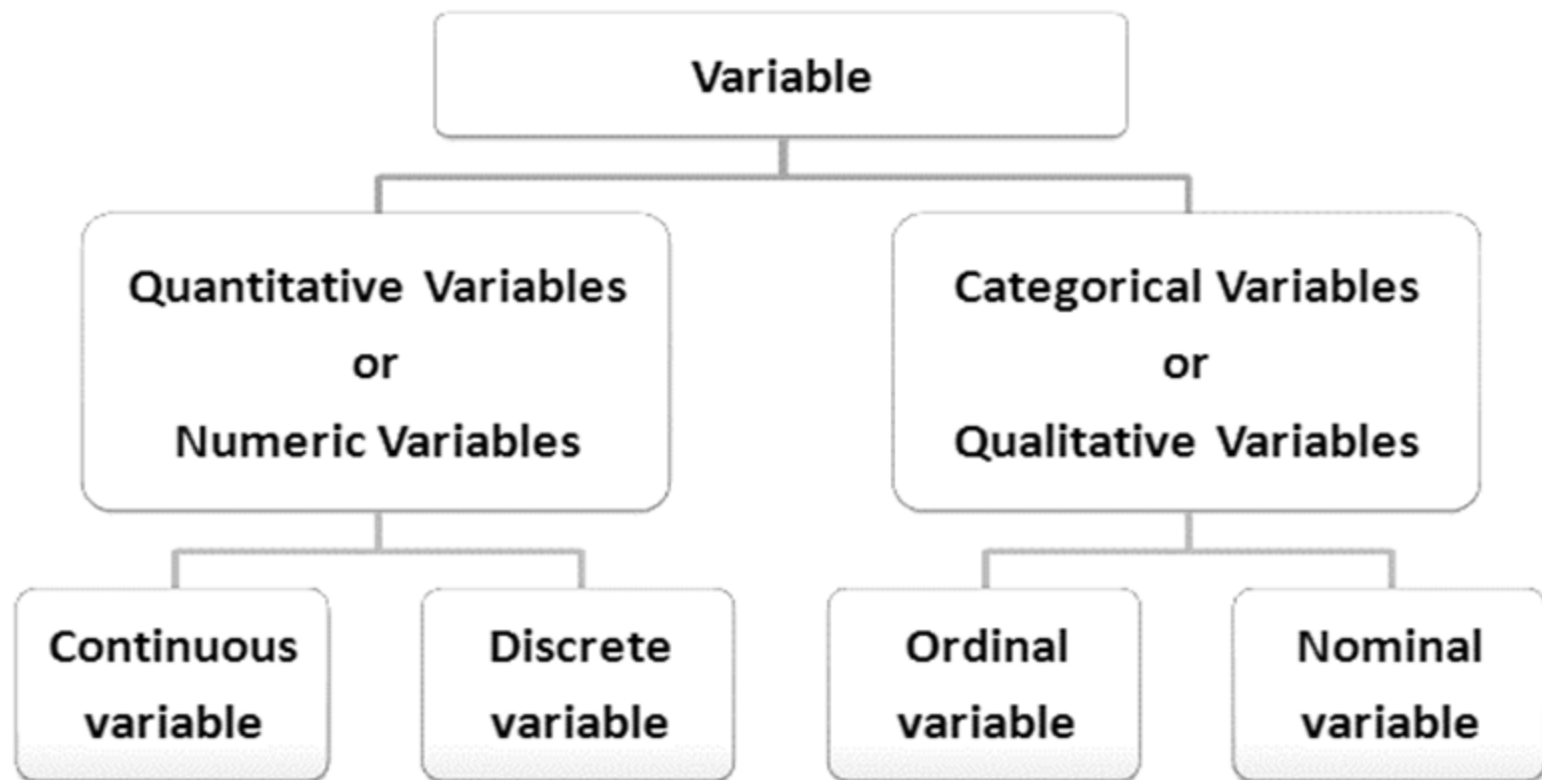 Variable
Quantitative Variables
or
Numeric Variables
Categorical Variables
or
Qualitative Variables
Continuous
variable
Discrete
variable
Ordinal
variable
Nominal
variable